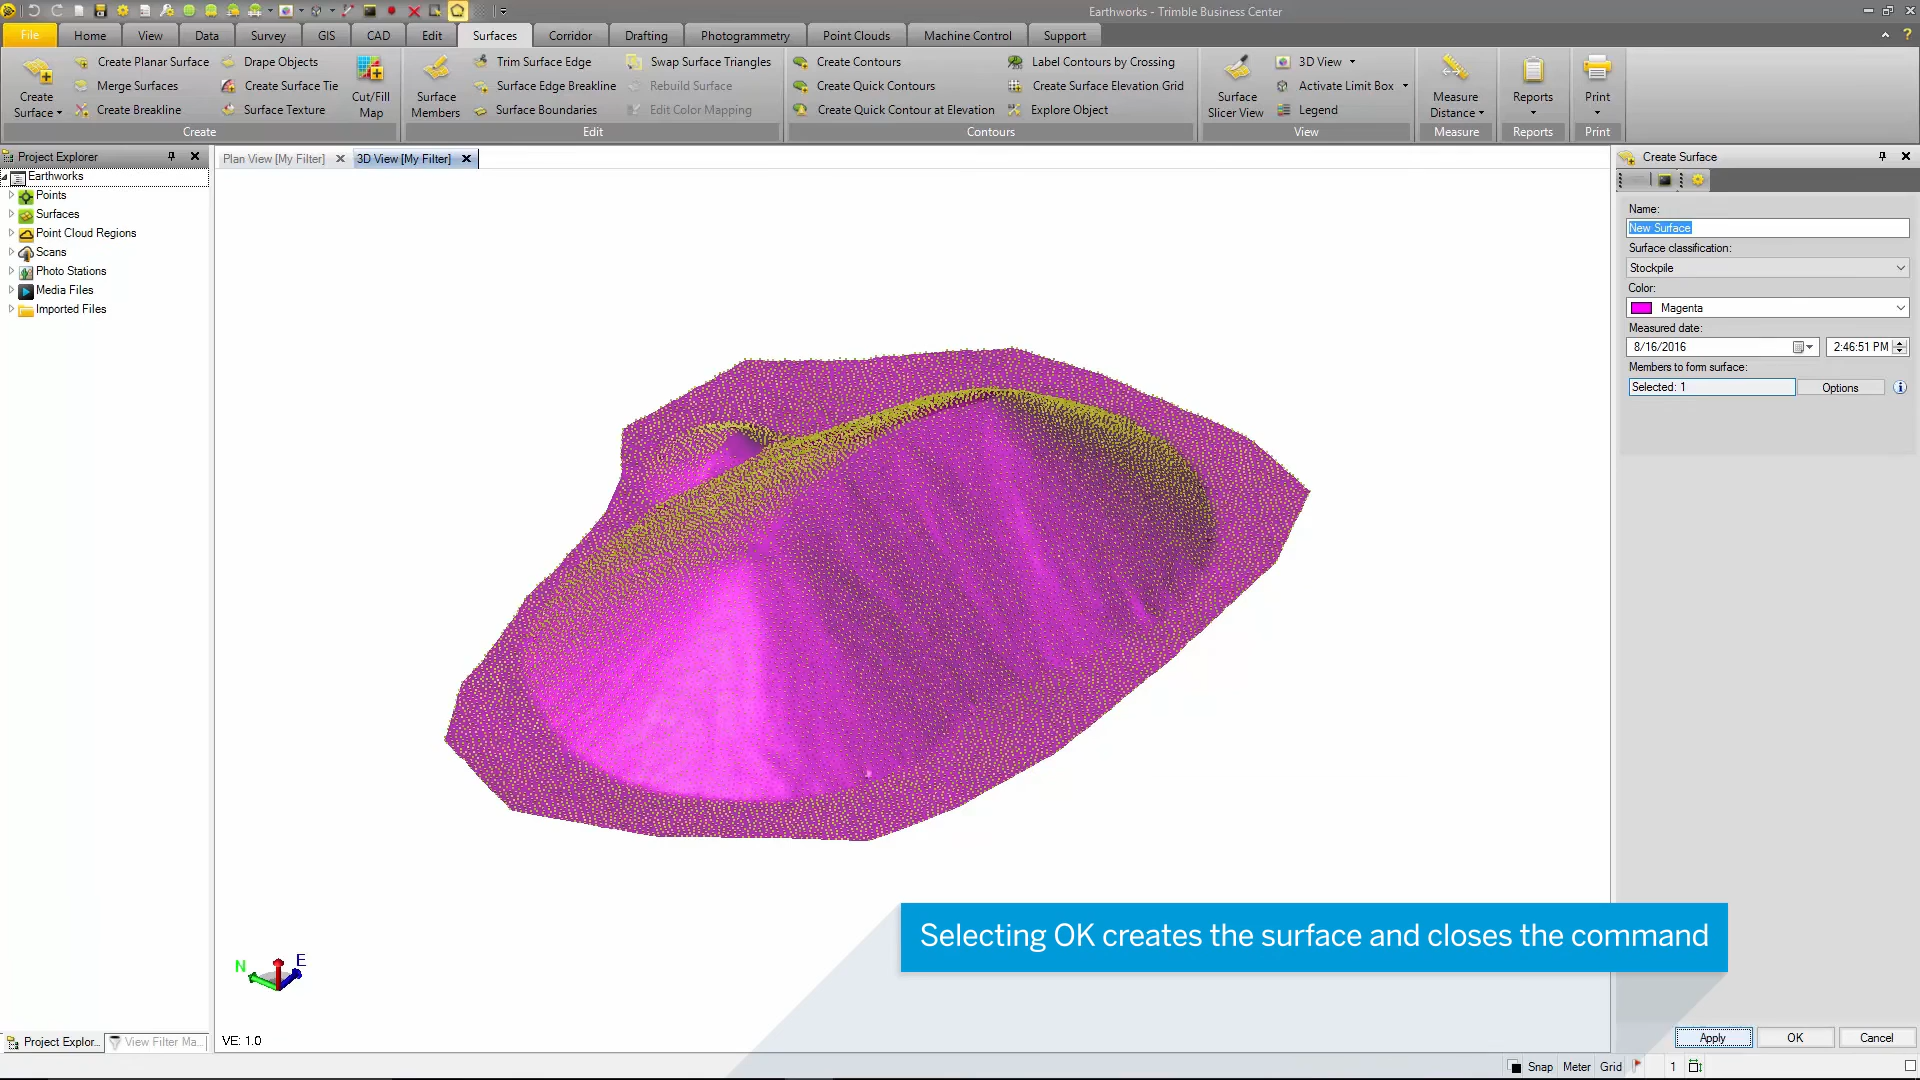 Earthworks - Trimble Business Center
File Home View Data Survey GIS CAD Edit Surfaces Corridor Drafting Photogrammetry Point Clouds Machine Control Support
Create Planar Surface Drape Objects Trim Surface Edge Swap Surface Triangles Create Contours Label Contours by Crossing 3D View
Merge Surfaces Create Surface Tie Surface Edge Breakline Rebuild Surface Create Quick Contours Create Surface Elevation Grid Activate Limit Box
Create Surface Create Breakline Surface Texture Cut/Fill Map Surface Members Surface Boundaries Edit Color Mapping Create Quick Contour at Elevation Explore Object Surface Slicer View Legend Measure Distance Reports Print
Create Edit Contours View Measure Reports Print
Project Explorer
Plan View [My Filter] 3D View [My Filter]
Create Surface
Earthworks
Points
Surfaces
Point Cloud Regions
Scans
Photo Stations
Media Files
Imported Files
Name:
New Surface
Surface classification:
Stockpile
Color:
Magenta
Measured date:
8/16/2016 2:46:51 PM
Members to form surface:
Selected: 1 Options
Selecting OK creates the surface and closes the command
N E
VE: 1.0
Project Explor... View Filter Ma...
Apply OK Cancel
Snap Meter Grid 1